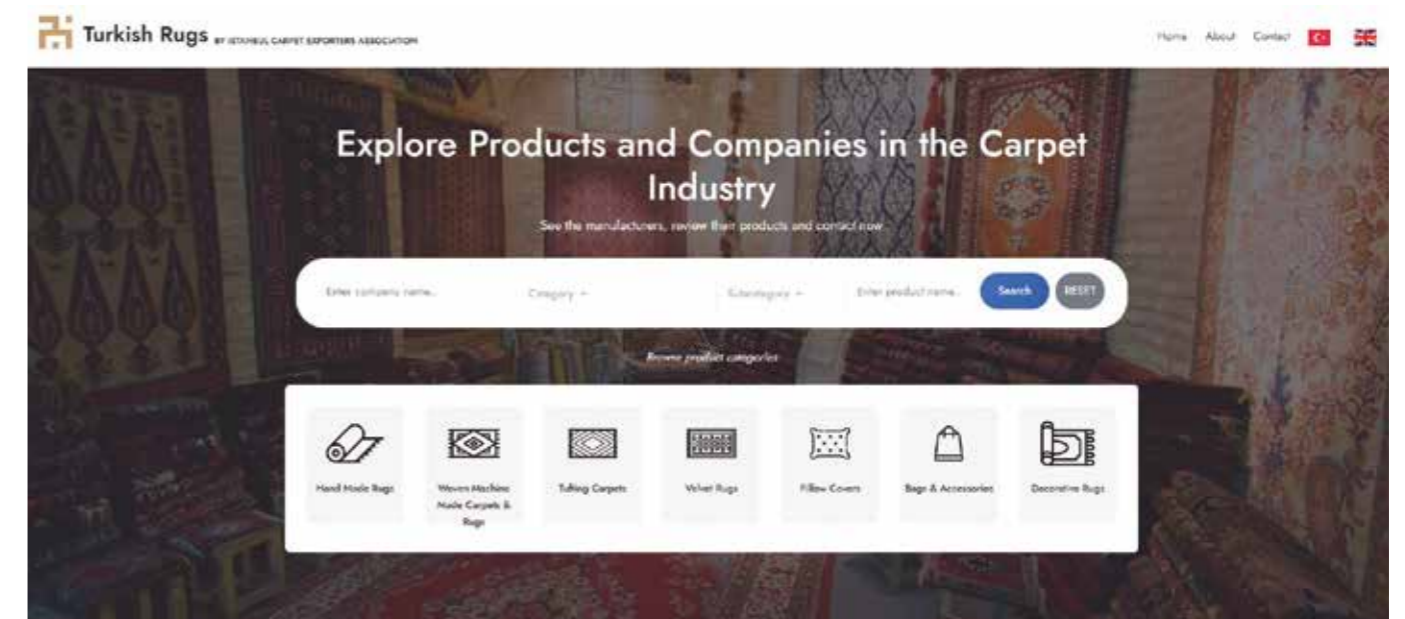 Turkish Rugs BY ISTANBUL CARPET EXPORTERS ASSOCIATION
Home About Contact
Explore Products and Companies in the Carpet
Industry
See the manufacturers, review their products and contact now
Enter company name.. Category Subcategory Enter product name.. Search RESET
Browse product categories
Hand Made Rugs
Woven Machine
Made Carpets &
Rugs
Tufting Carpets
Velvet Rugs
Pillow Covers
Bags & Accessories
Decorative Rugs